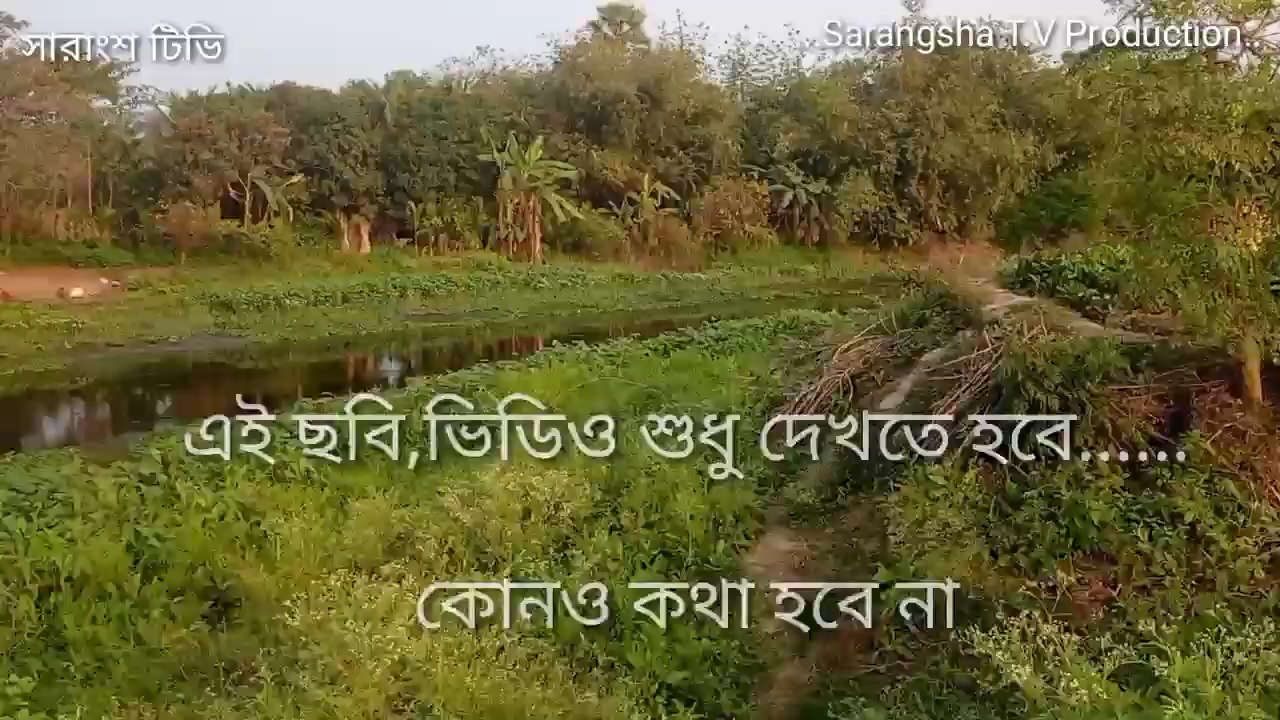 সারাংশ টিভি
..Sarangsha T.V Production..
এই ছবি,ভিডিও শুধু দেখতে হবে......
কোনও কথা হবে না